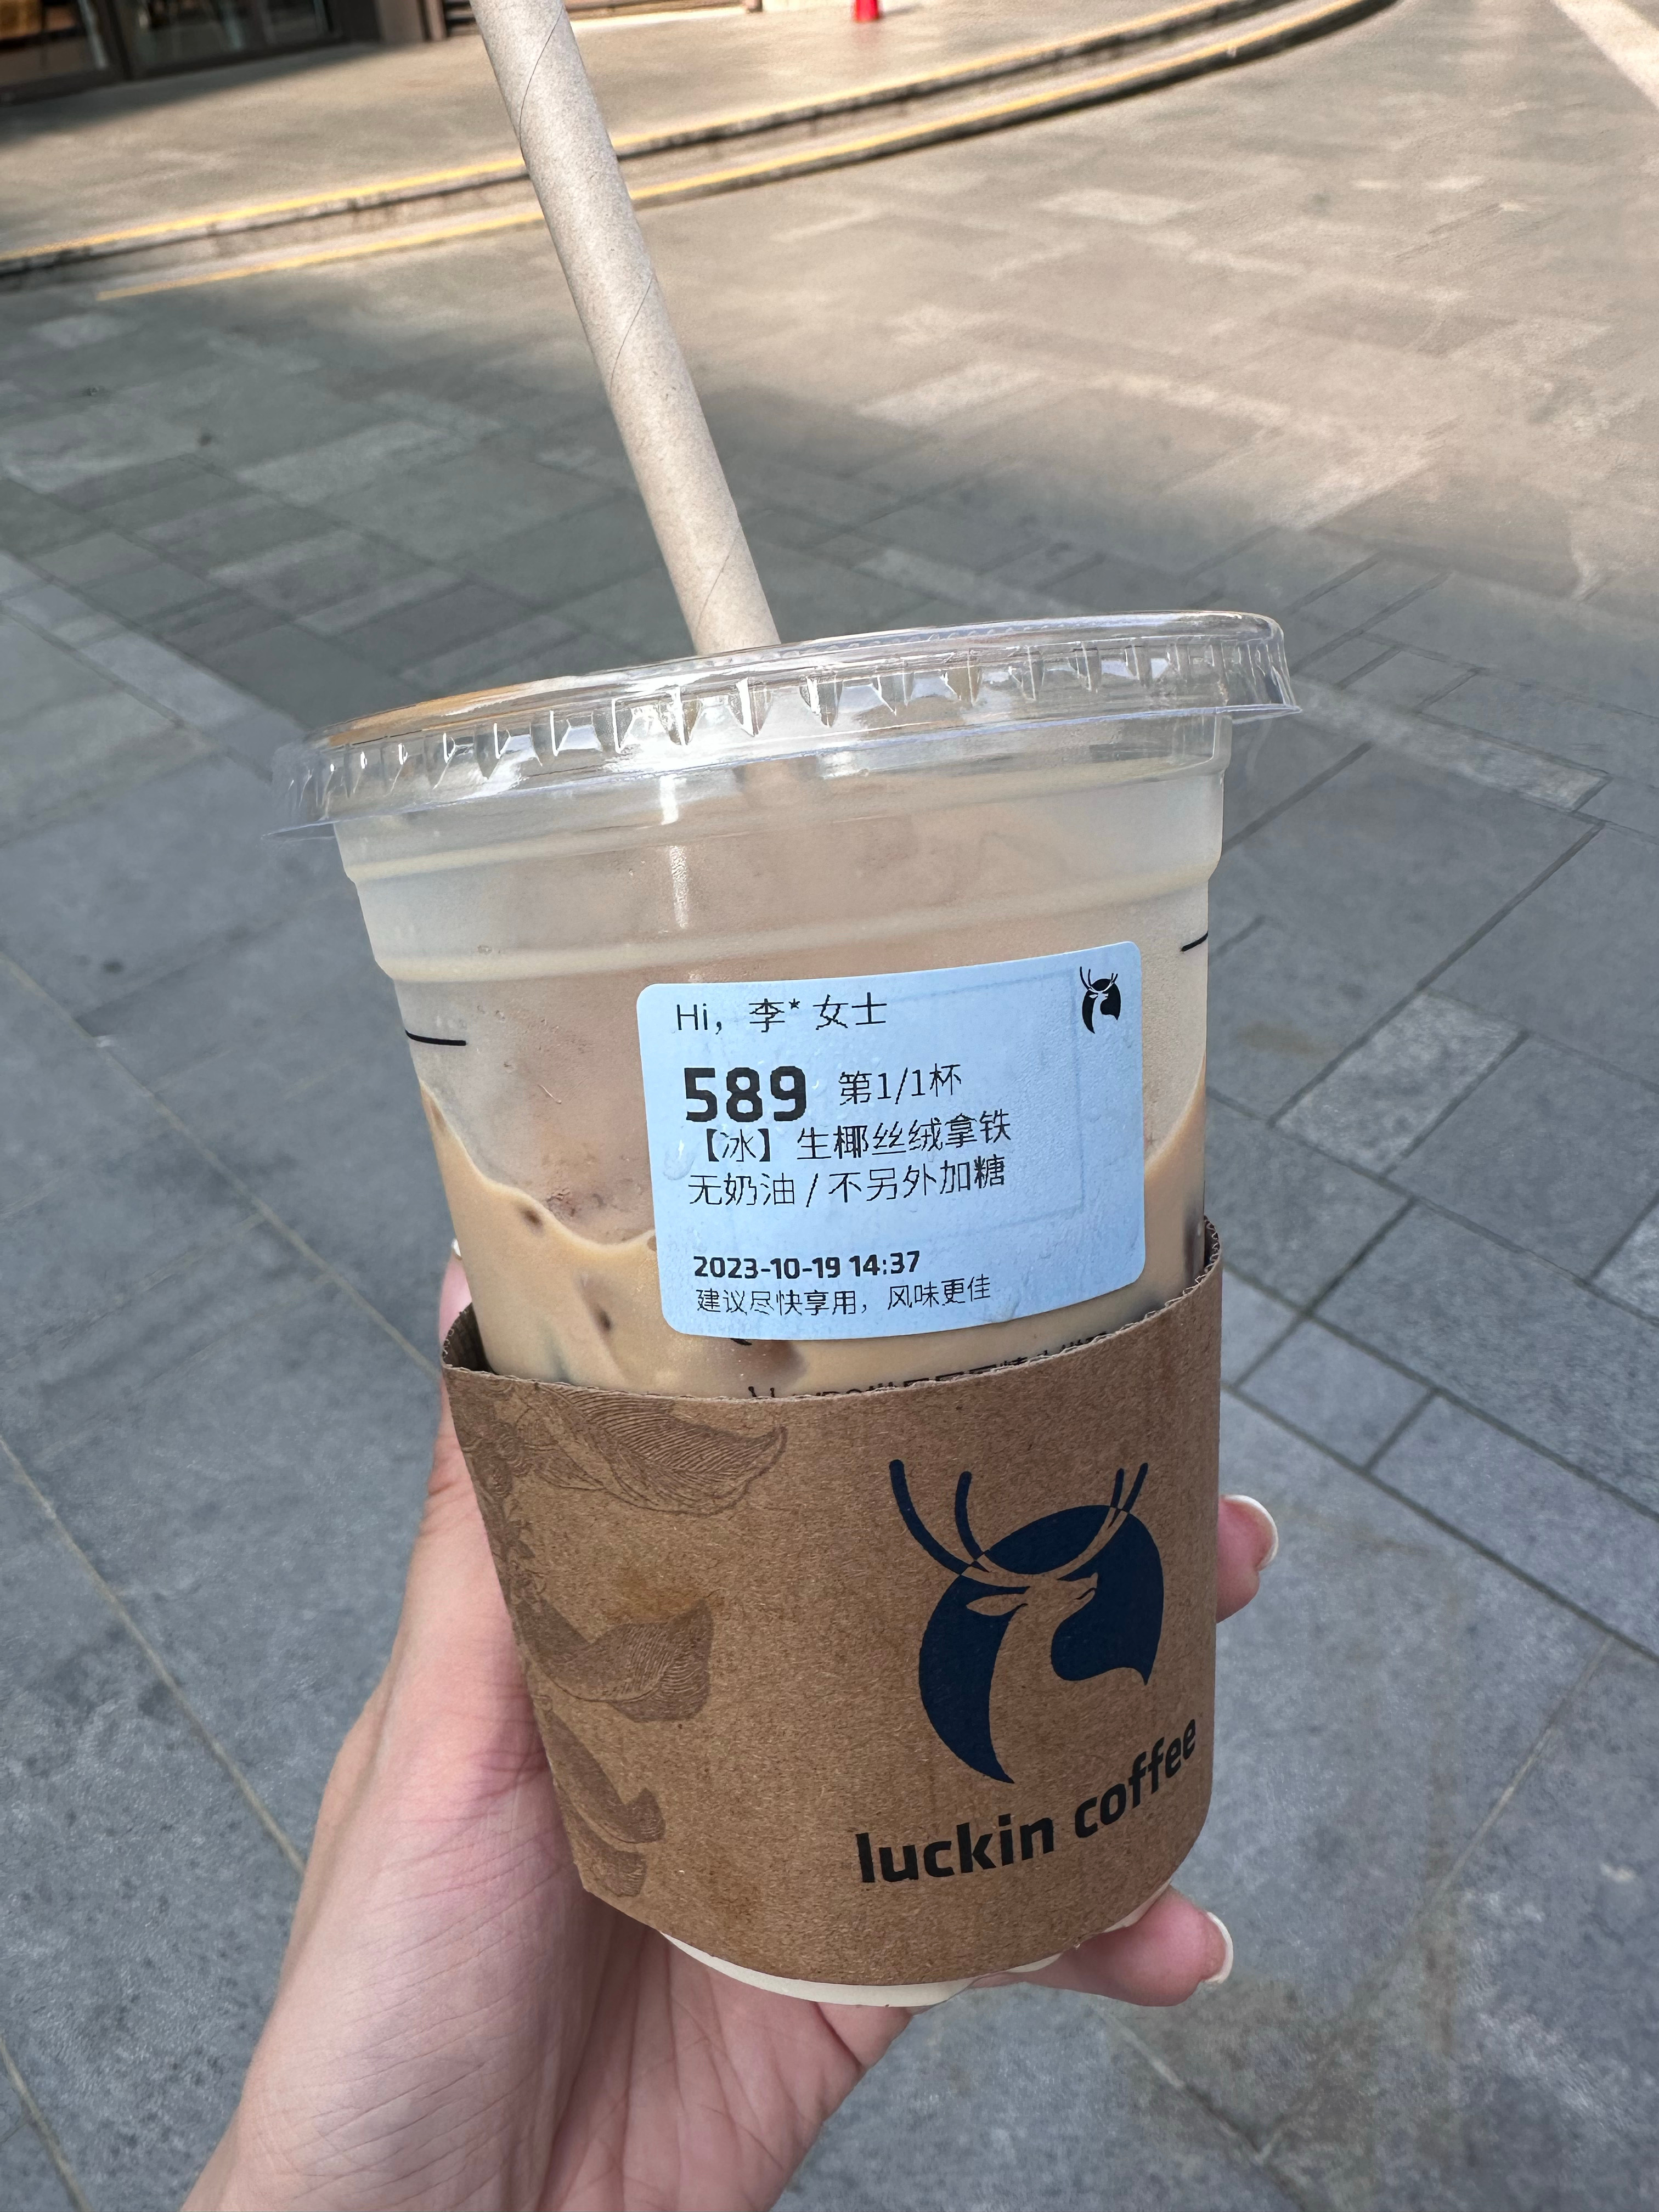 Hi, 李* 女士
589 第1/1杯
【冰】生椰丝绒拿铁
无奶油/不另外加糖
2023-10-19 14:37
建议尽快享用，风味更佳
luckin coffee